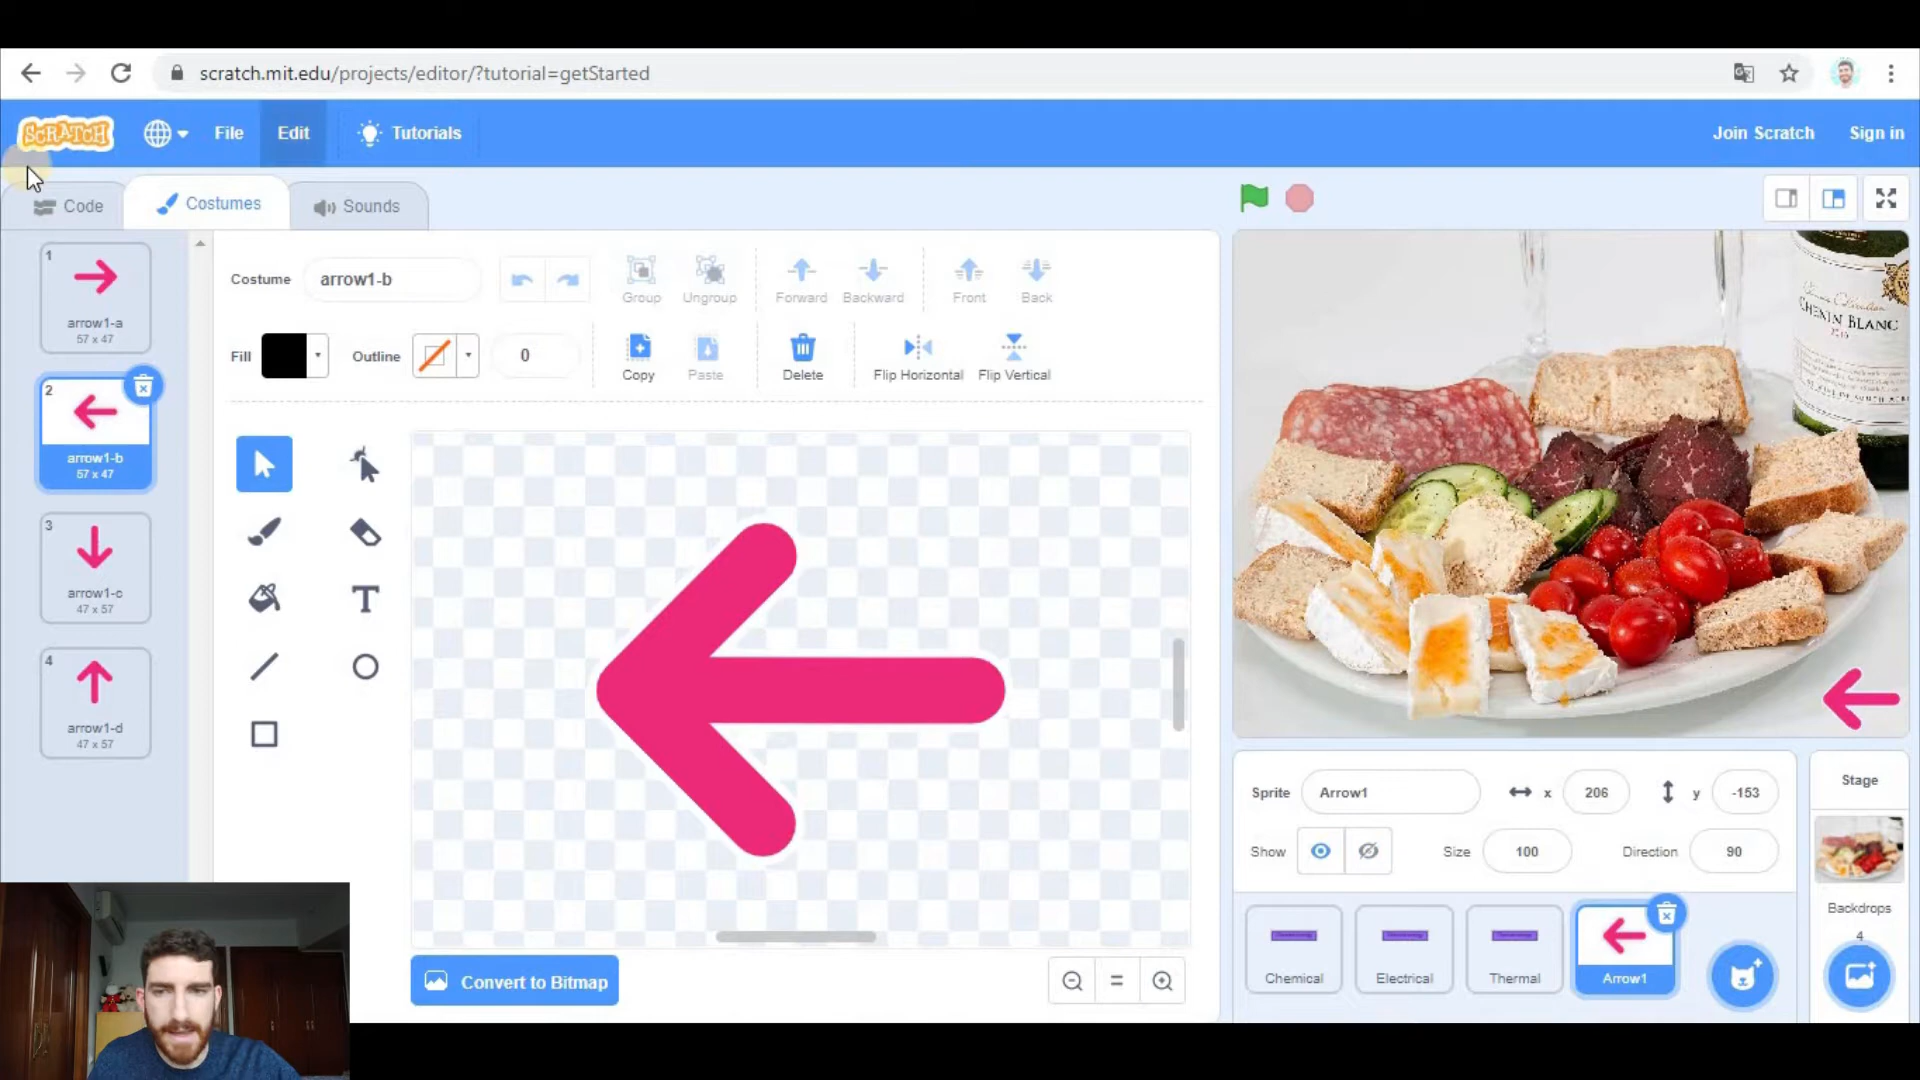 scratch.mit.edu/projects/editor/?tutorial=getStarted
SCRATCH
File
Edit
Tutorials
Join Scratch
Sign in
Code
Costumes
Sounds
1
arrow1-a
57 x 47
2
arrow1-b
57 x 47
3
arrow1-c
47 x 57
4
arrow1-d
47 x 57
Costume
arrow1-b
Group
Ungroup
Forward
Backward
Front
Back
Fill
Outline
0
Copy
Paste
Delete
Flip Horizontal
Flip Vertical
T
Convert to Bitmap
CHENIN BLANC
Sprite
Arrow1
x
206
y
-153
Show
Size
100
Direction
90
Chemical
Electrical
Thermal
Arrow1
Stage
Backdrops
4